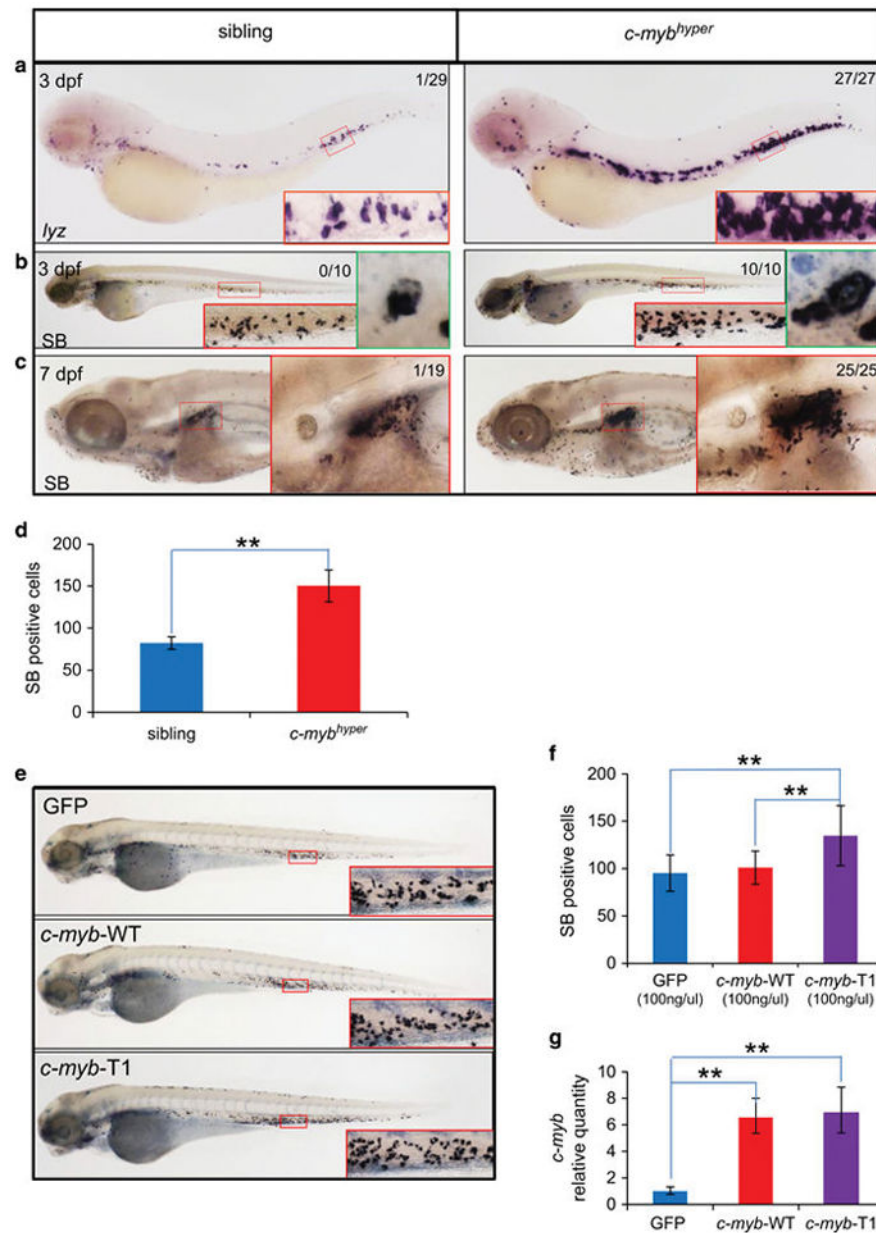 sibling c-myb^hyper
a
3 dpf 1/29 27/27
lyz
b
3 dpf 0/10 10/10
SB
c
7 dpf 1/19 25/25
SB
d
**
SB positive cells
200
150
100
50
0
sibling c-myb^hyper
e
GFP
c-myb-WT
c-myb-T1
f
**
**
SB positive cells
200
150
100
50
0
GFP c-myb-WT c-myb-T1
(100ng/ul) (100ng/ul) (100ng/ul)
g
**
**
c-myb
relative quantity
10
8
6
4
2
0
GFP c-myb-WT c-myb-T1